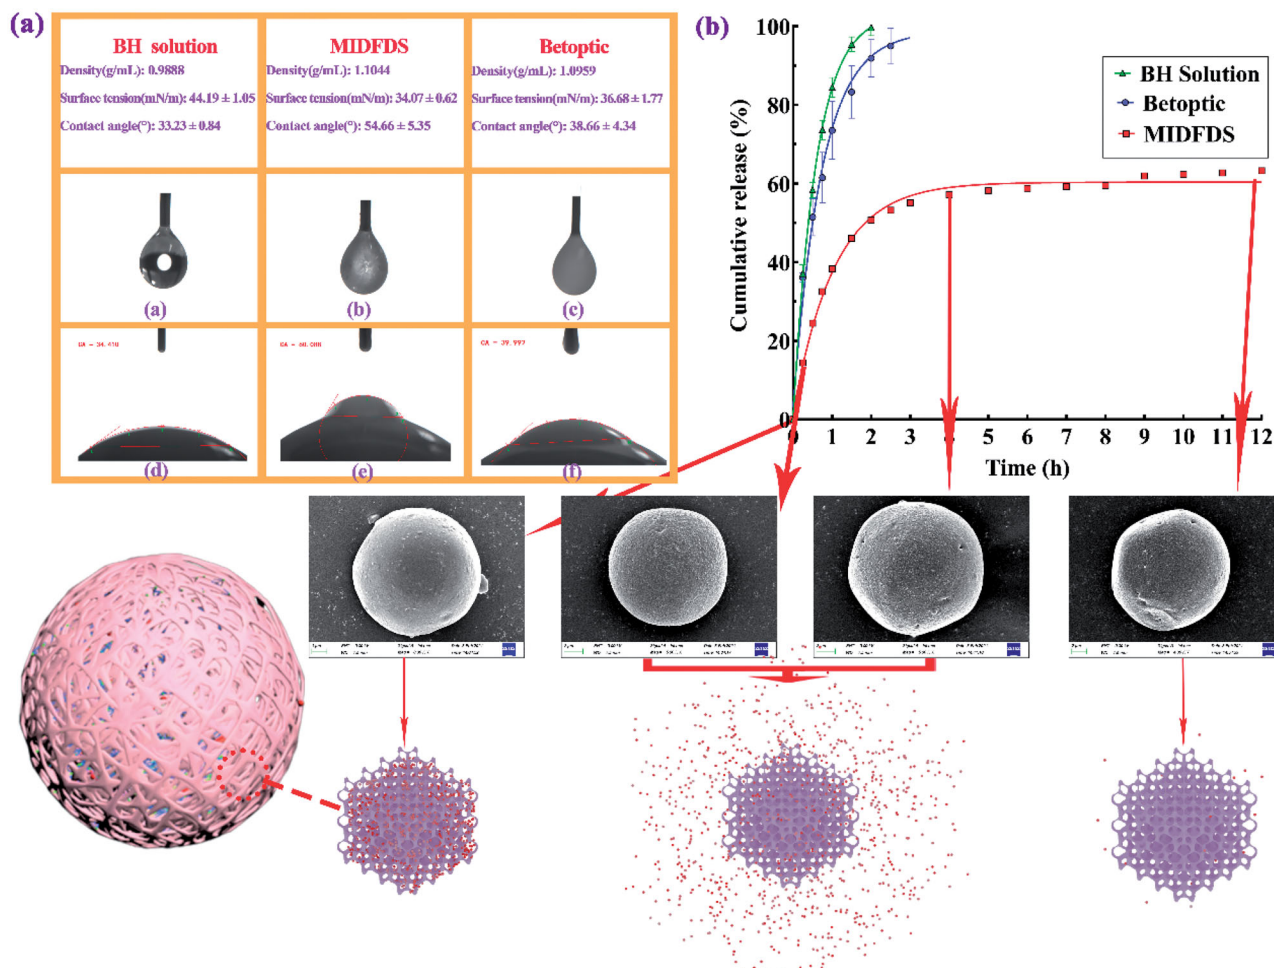 (a)
BH solution
Density(g/mL): 0.9888
Surface tension(mN/m): 44.19 ± 1.05
Contact angle(°): 33.23 ± 0.84
MIDFDS
Density(g/mL): 1.1044
Surface tension(mN/m): 34.07 ± 0.62
Contact angle(°): 54.66 ± 5.35
Betoptic
Density(g/mL): 1.0959
Surface tension(mN/m): 36.68 ± 1.77
Contact angle(°): 38.66 ± 4.34
(a)
(b)
(c)
CA =
CA =
CA =
(d)
(e)
(f)
(b)
Cumulative release (%)
100
80
60
40
20
0
BH Solution
Betoptic
MIDFDS
0 1 2 3 4 5 6 7 8 9 10 11 12
Time (h)